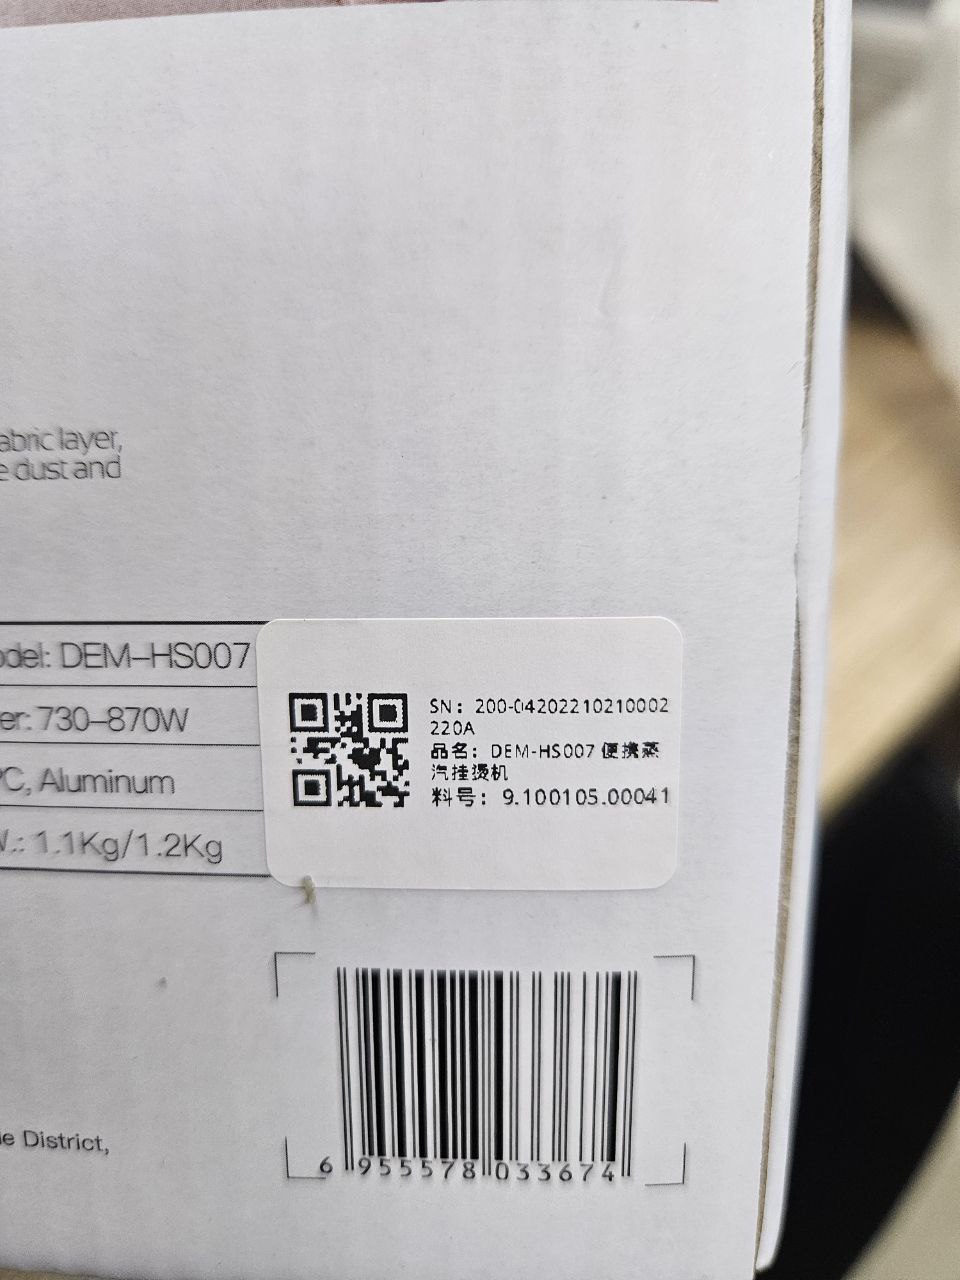 abric layer,
e dust and
odel: DEM–HS007
er: 730–870W
PC, Aluminum
W.: 1.1Kg/1.2Kg
SN: 200-04202210210002
220A
品名: DEM-HS007 便携蒸
汽挂烫机
料号: 9.100105.00041
6 955578 033674
e District,